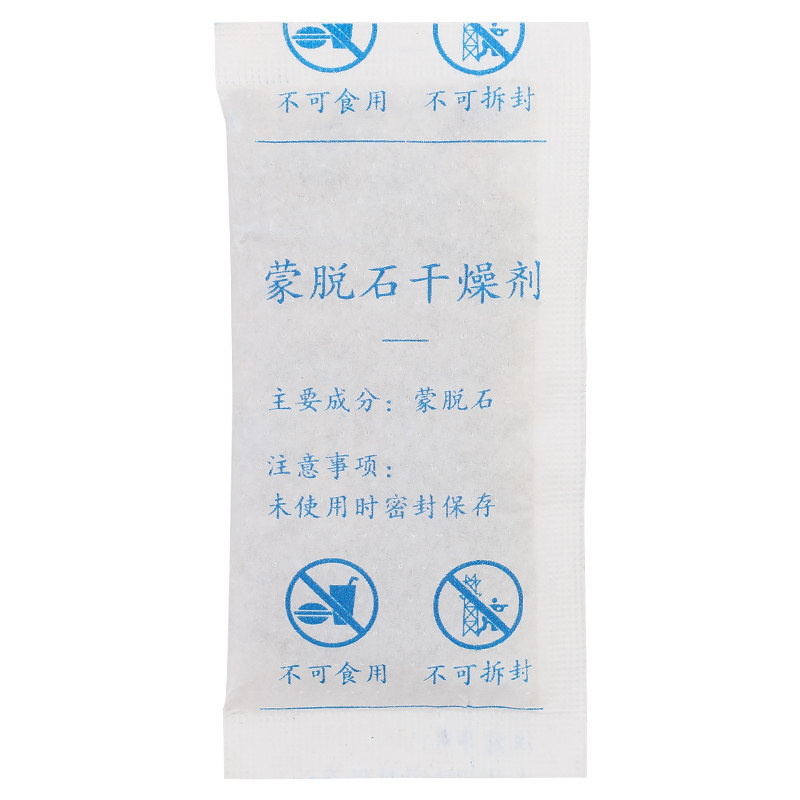 不可食用 不可拆封
蒙脱石干燥剂
主要成分：蒙脱石
注意事项：
未使用时密封保存
不可食用 不可拆封